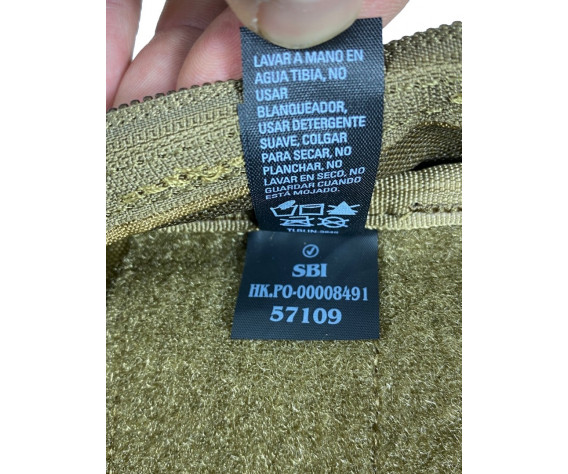 LAVAR A MANO EN
AGUA TIBIA, NO
USAR
BLANQUEADOR,
USAR DETERGENTE
SUAVE, COLGAR
PARA SECAR, NO
PLANCHAR, NO
LAVAR EN SECO, NO
GUARDAR CUANDO
ESTÁ MOJADO.
SBI
HK.PO-00008491
57109